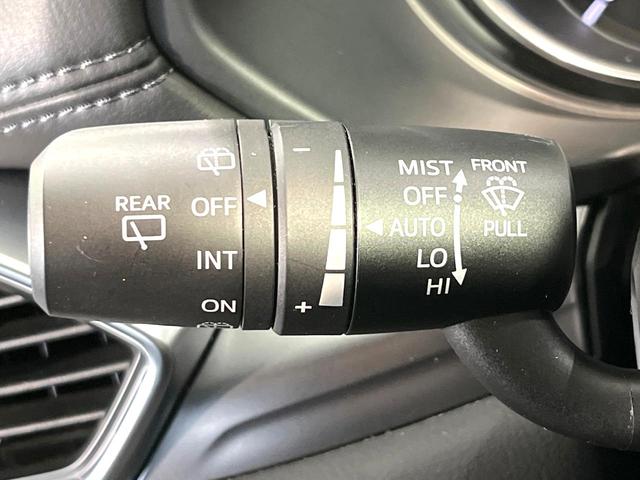 REAR
OFF
INT
ON
−
+
MIST
OFF
AUTO
LO
HI
FRONT
PULL